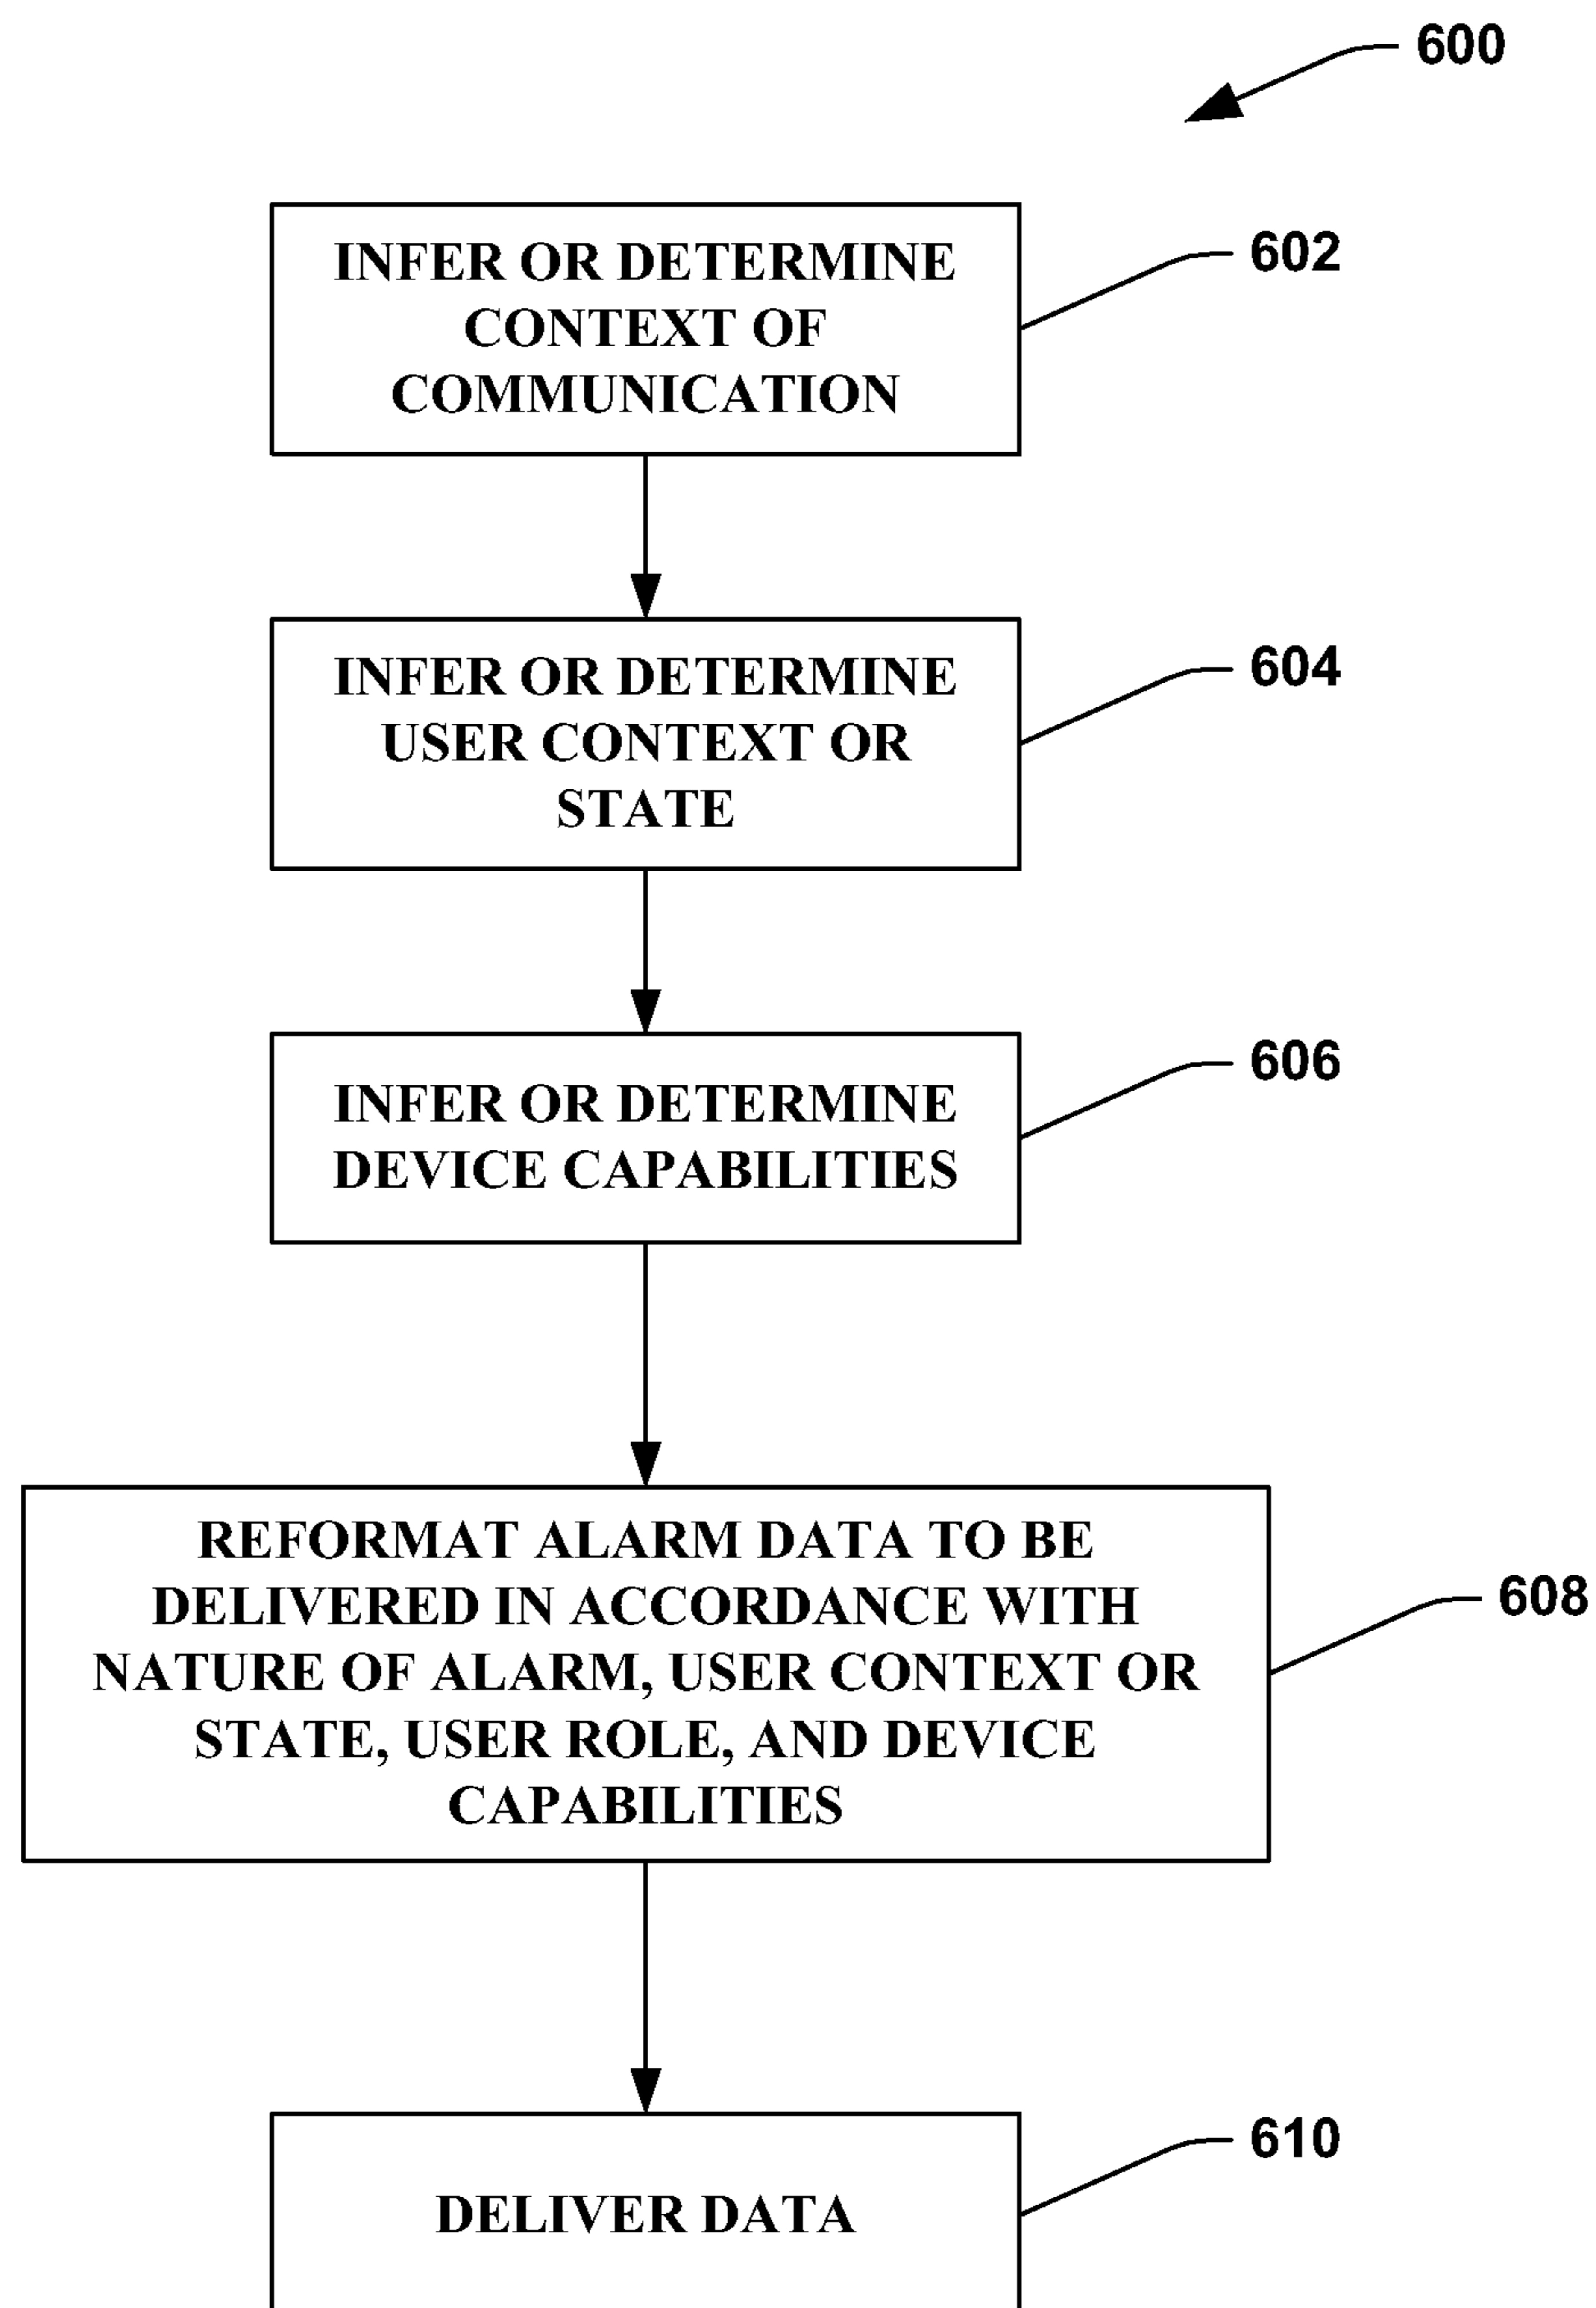 600
INFER OR DETERMINE
CONTEXT OF
COMMUNICATION
602
INFER OR DETERMINE
USER CONTEXT OR
STATE
604
INFER OR DETERMINE
DEVICE CAPABILITIES
606
REFORMAT ALARM DATA TO BE
DELIVERED IN ACCORDANCE WITH
NATURE OF ALARM, USER CONTEXT OR
STATE, USER ROLE, AND DEVICE
CAPABILITIES
608
DELIVER DATA
610